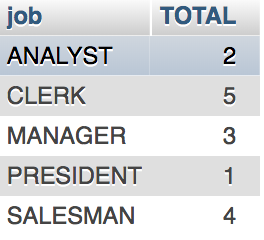 job TOTAL
ANALYST 2
CLERK 5
MANAGER 3
PRESIDENT 1
SALESMAN 4